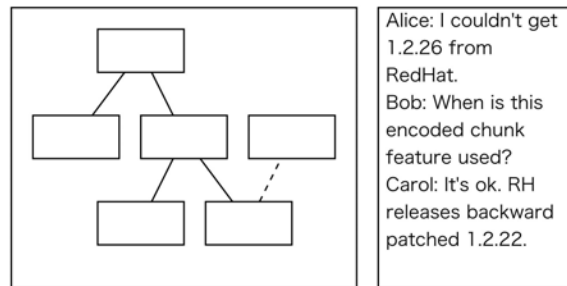 Alice: I couldn't get
1.2.26 from
RedHat.
Bob: When is this
encoded chunk
feature used?
Carol: It's ok. RH
releases backward
patched 1.2.22.